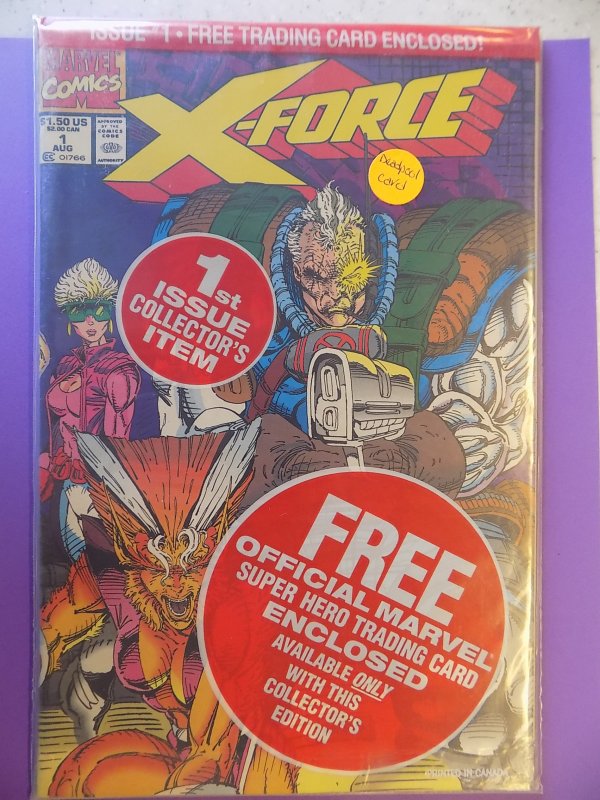 ISSUE #1 • FREE TRADING CARD ENCLOSED!
MARVEL
COMICS
M
$1.50 US
$2.00 CAN
1
AUG
CC 01766
APPROVED
BY THE
COMICS
CODE
AUTHORITY
X-FORCE
Deadpool
Card
1st
ISSUE
COLLECTOR'S
ITEM
FREE
OFFICIAL MARVEL
SUPER HERO TRADING CARD
ENCLOSED
AVAILABLE ONLY
WITH THIS
COLLECTOR'S
EDITION
PRINTED IN CANADA